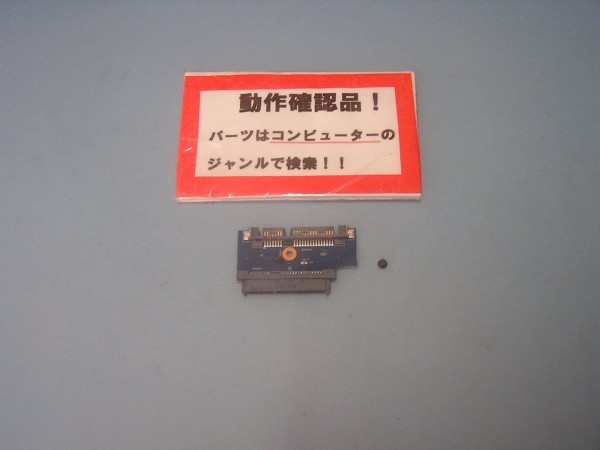 動作確認品！
パーツはコンピューターの
ジャンルで検索！！